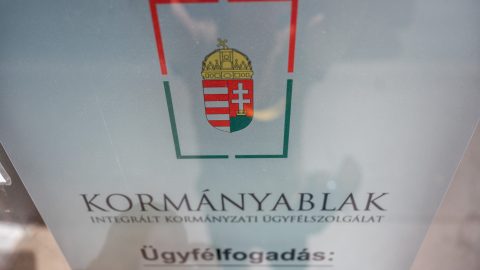 KORMÁNYABLAK
INTEGRÁLT KORMÁNYZATI ÜGYFÉLSZOLGÁLAT
Ügyfélfogadás: